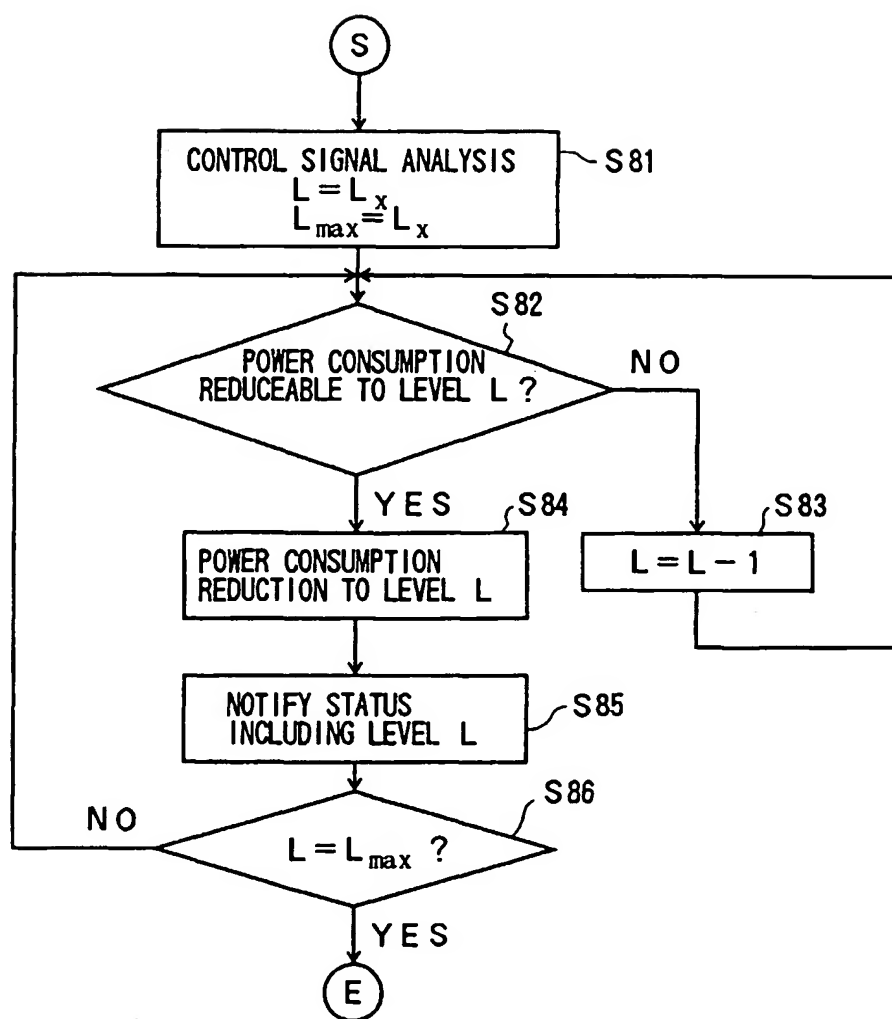 S
CONTROL SIGNAL ANALYSIS
L = Lx
Lmax = Lx
S81
S82
POWER CONSUMPTION
REDUCEABLE TO LEVEL L ?
NO
YES
S84
S83
POWER CONSUMPTION
REDUCTION TO LEVEL L
L = L - 1
NOTIFY STATUS
INCLUDING LEVEL L
S85
S86
NO
L = Lmax ?
YES
E